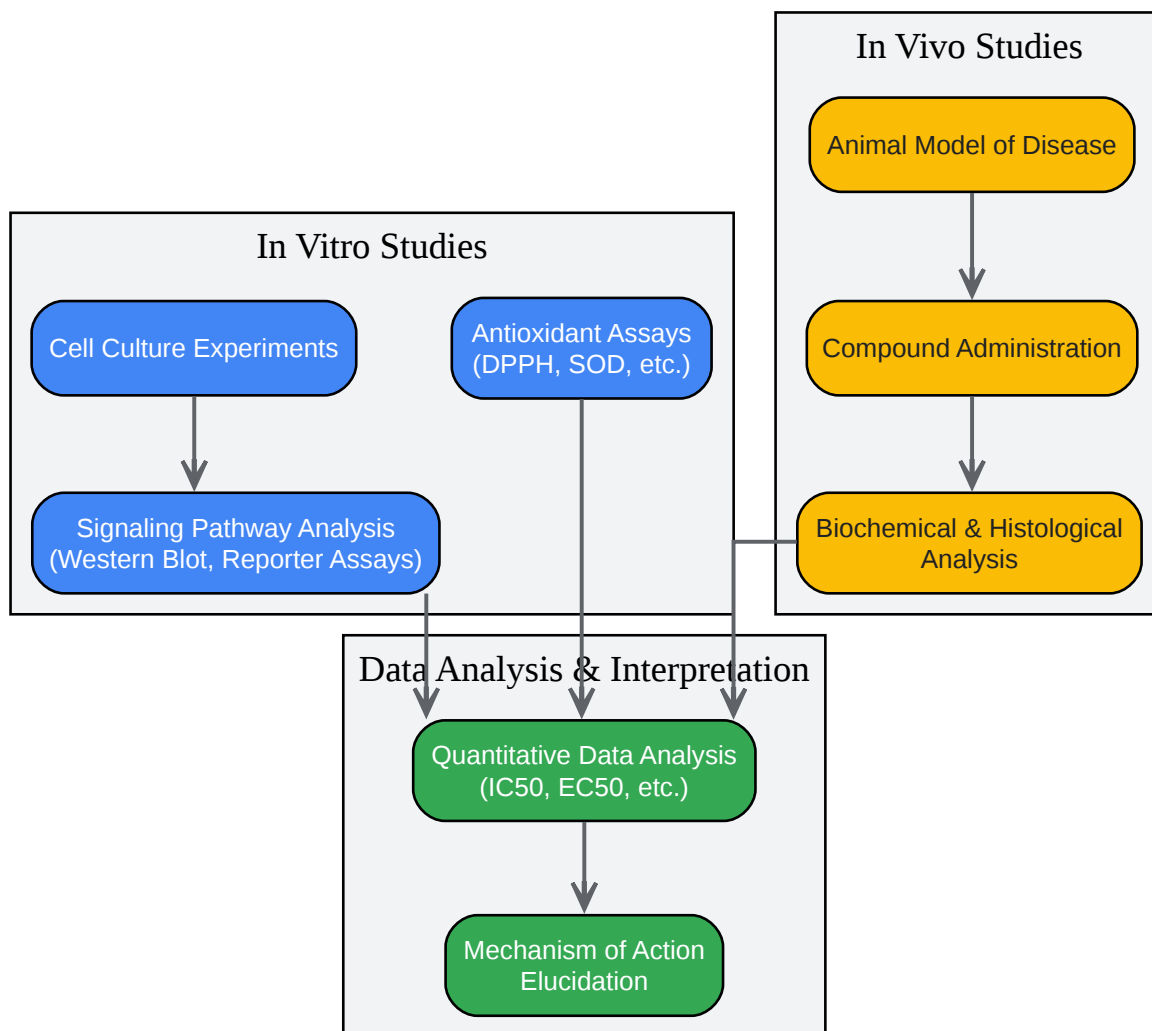 In Vivo Studies
Animal Model of Disease
Compound Administration
Biochemical & Histological
Analysis
In Vitro Studies
Cell Culture Experiments
Antioxidant Assays
(DPPH, SOD, etc.)
Signaling Pathway Analysis
(Western Blot, Reporter Assays)
Data Analysis & Interpretation
Quantitative Data Analysis
(IC50, EC50, etc.)
Mechanism of Action
Elucidation